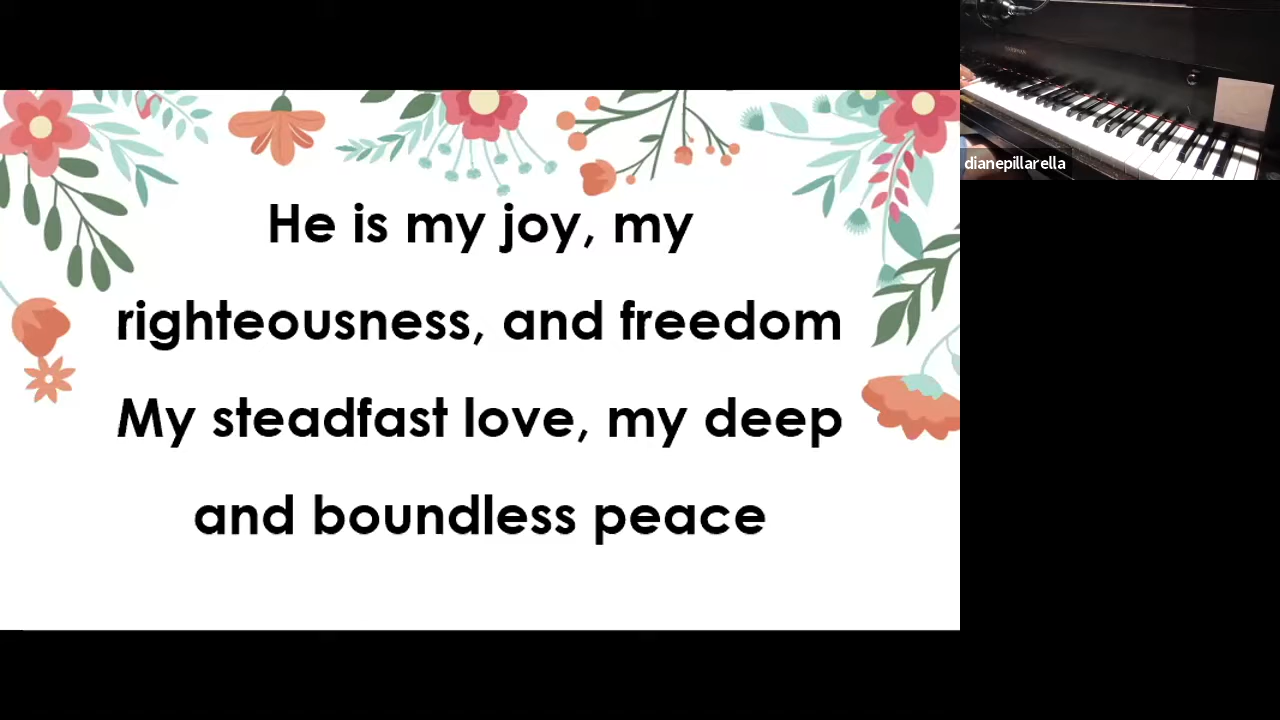 He is my joy, my
righteousness, and freedom
My steadfast love, my deep
and boundless peace
dianepillarella